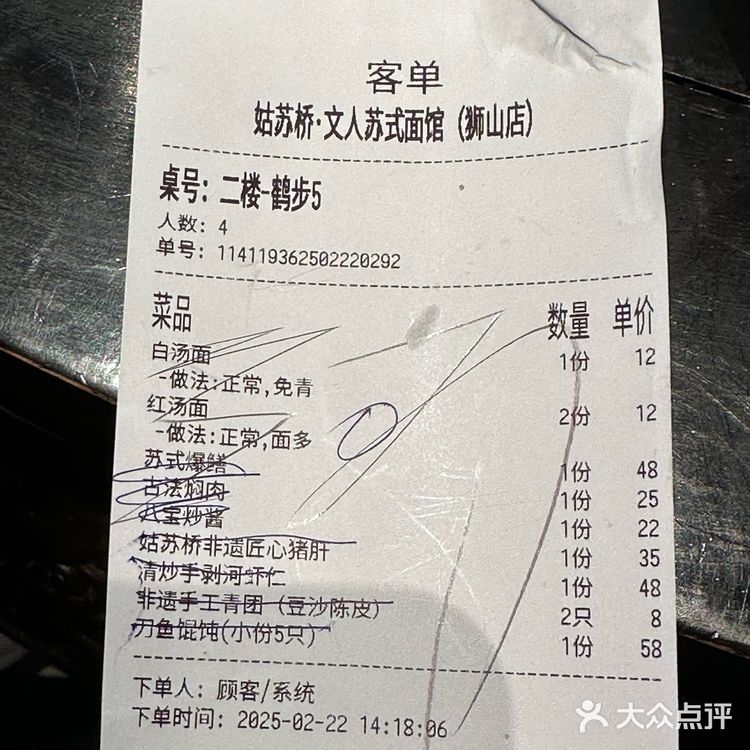 客单
姑苏桥·文人苏式面馆（狮山店）
桌号：二楼-鹤步5
人数：4
单号：114119362502220292
菜品 数量 单价
白汤面 1份 12
-做法:正常,免青
红汤面 2份 12
-做法:正常,面多
苏式爆鳝 1份 48
古法焖肉 1份 25
八宝炒酱 1份 22
姑苏桥非遗匠心猪肝 1份 35
清炒手剥河虾仁 1份 48
非遗手工青团（豆沙陈皮） 2只 8
刀鱼馄饨(小份5只) 1份 58
下单人：顾客/系统
下单时间：2025-02-22 14:18:06
大众点评